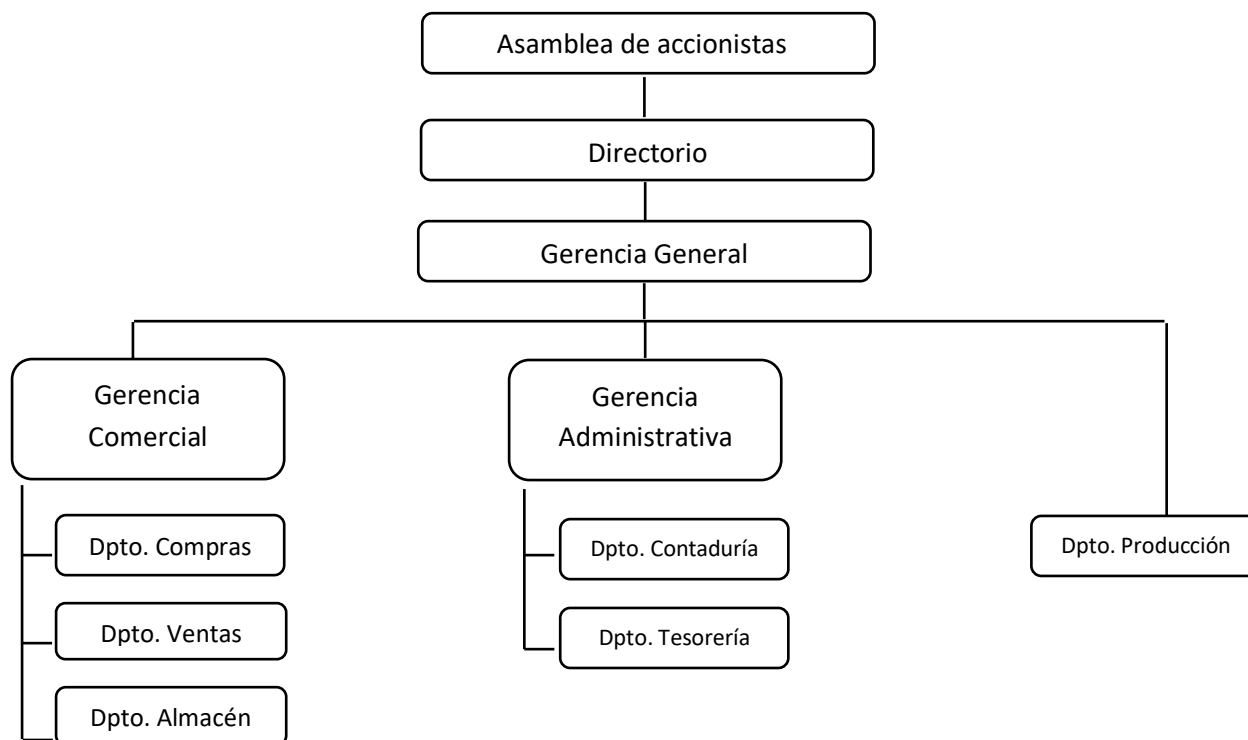 Asamblea de accionistas
Directorio
Gerencia General
Gerencia
Comercial
Gerencia
Administrativa
Dpto. Compras
Dpto. Ventas
Dpto. Almacén
Dpto. Contaduría
Dpto. Tesorería
Dpto. Producción